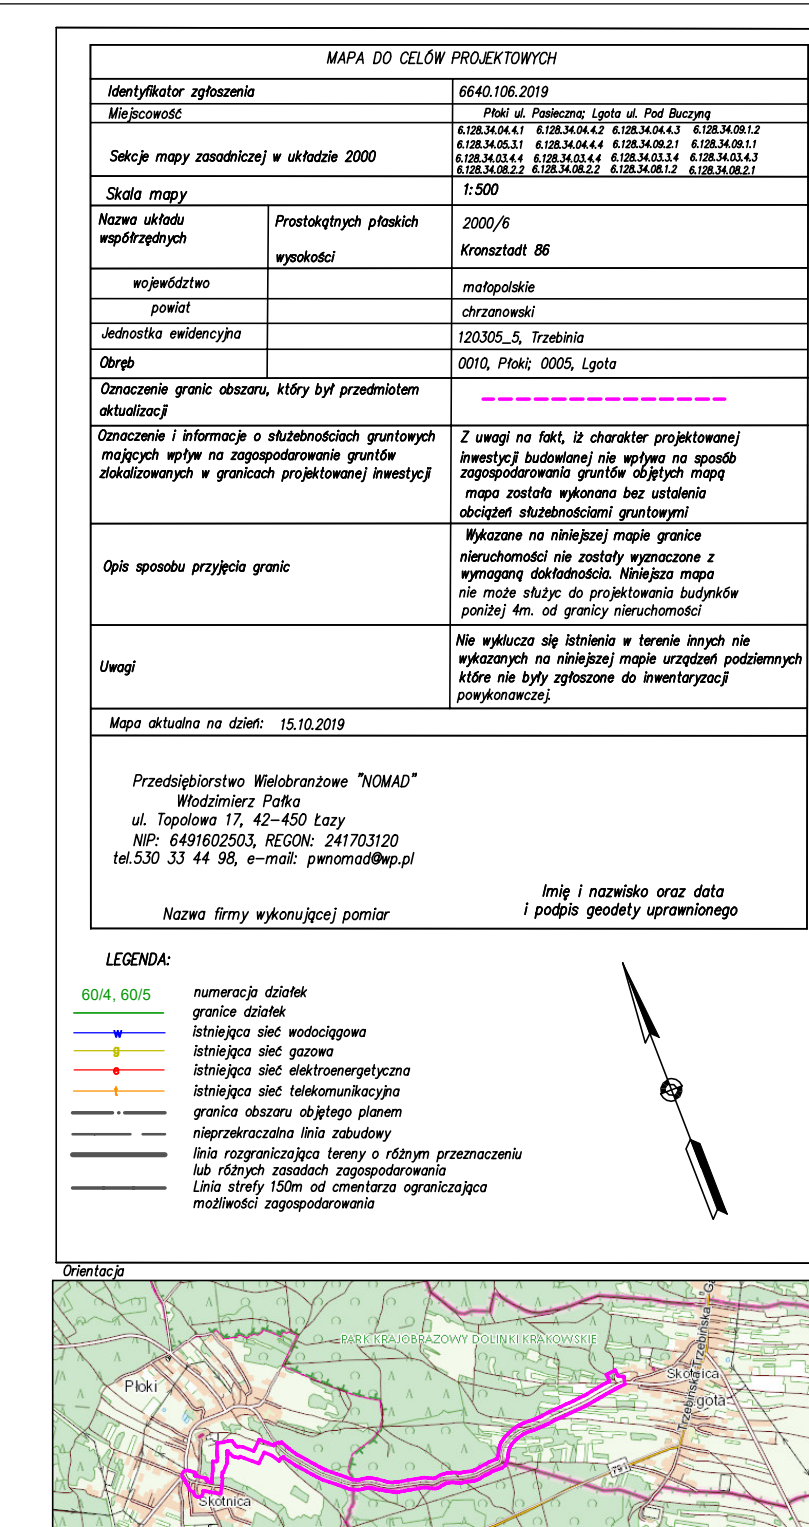 MAPA DO CELÓW PROJEKTOWYCH
Identyfikator zgłoszenia 6640.106.2019
Miejscowość Płoki ul. Pasieczna; Lgota ul. Pod Buczyną
Sekcje mapy zasadniczej w układzie 2000
6.128.34.04.4.1 6.128.34.04.4.2 6.128.34.04.4.3 6.128.34.09.1.2
6.128.34.05.3.1 6.128.34.04.4.4 6.128.34.09.2.1 6.128.34.09.1.1
6.128.34.03.4.4 6.128.34.03.4.4 6.128.34.03.3.4 6.128.34.03.4.3
6.128.34.08.2.2 6.128.34.08.2.2 6.128.34.08.1.2 6.128.34.08.2.1
Skala mapy 1:500
Nazwa układu
współrzędnych
Prostokątnych płaskich 2000/6
wysokości Kronsztadt 86
województwo małopolskie
powiat chrzanowski
Jednostka ewidencyjna 120305_5, Trzebinia
Obręb 0010, Płoki; 0005, Lgota
Oznaczenie granic obszaru, który był przedmiotem
aktualizacji
Oznaczenie i informacje o służebnościach gruntowych
mających wpływ na zagospodarowanie gruntów
zlokalizowanych w granicach projektowanej inwestycji
Z uwagi na fakt, iż charakter projektowanej
inwestycji budowlanej nie wpływa na sposób
zagospodarowania gruntów objętych mapą
mapa została wykonana bez ustalenia
obciążeń służebnościami gruntowymi
Opis sposobu przyjęcia granic
Wykazane na niniejszej mapie granice
nieruchomości nie zostały wyznaczone z
wymaganą dokładnościa. Niniejsza mapa
nie może służyc do projektowania budynków
poniżej 4m. od granicy nieruchomości
Uwagi
Nie wyklucza się istnienia w terenie innych nie
wykazanych na niniejszej mapie urządzeń podziemnych
które nie były zgłoszone do inwentaryzacji
powykonawczej.
Mapa aktualna na dzień: 15.10.2019
Przedsiębiorstwo Wielobranżowe "NOMAD"
Włodzimierz Pałka
ul. Topolowa 17, 42-450 Łazy
NIP: 6491602503, REGON: 241703120
tel.530 33 44 98, e-mail: pwnomad@wp.pl
Nazwa firmy wykonującej pomiar
Imię i nazwisko oraz data
i podpis geodety uprawnionego
LEGENDA:
60/4, 60/5 numeracja działek
granice działek
w istniejąca sieć wodociągowa
g istniejąca sieć gazowa
e istniejąca sieć elektroenergetyczna
t istniejąca sieć telekomunikacyjna
granica obszaru objętego planem
nieprzekraczalna linia zabudowy
linia rozgraniczająca tereny o różnym przeznaczeniu
lub różnych zasadach zagospodarowania
Linia strefy 150m od cmentarza ograniczająca
możliwości zagospodarowania
Orientacja
PARK KRAJOBRAZOWY DOLINKI KRAKOWSKIE
Płoki
Trzebińska
Trzebińska
gota
791
Skotnica